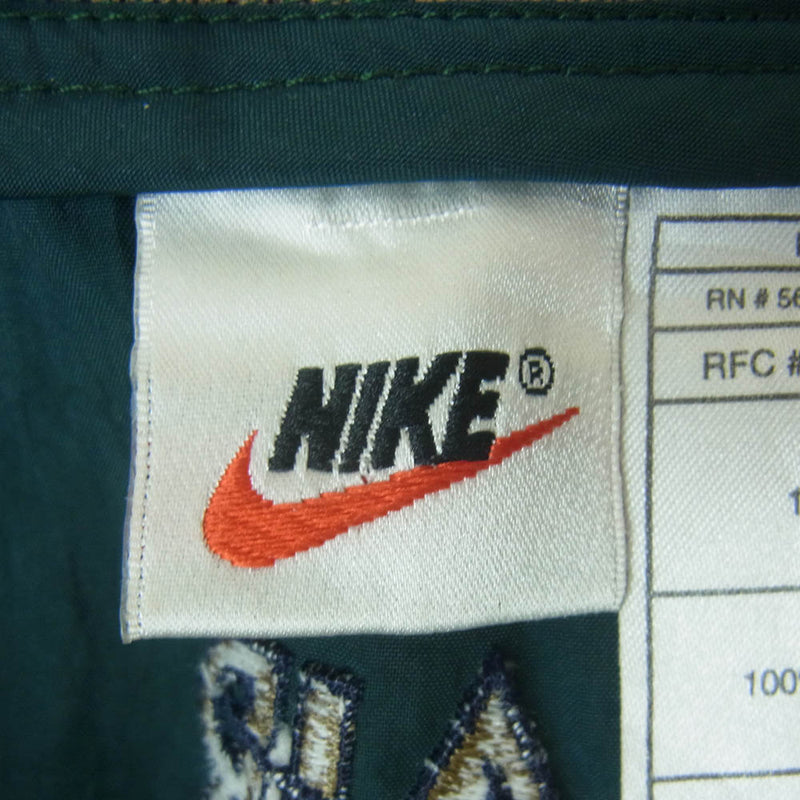 NIKE®
RN # 56
RFC #
1
100%